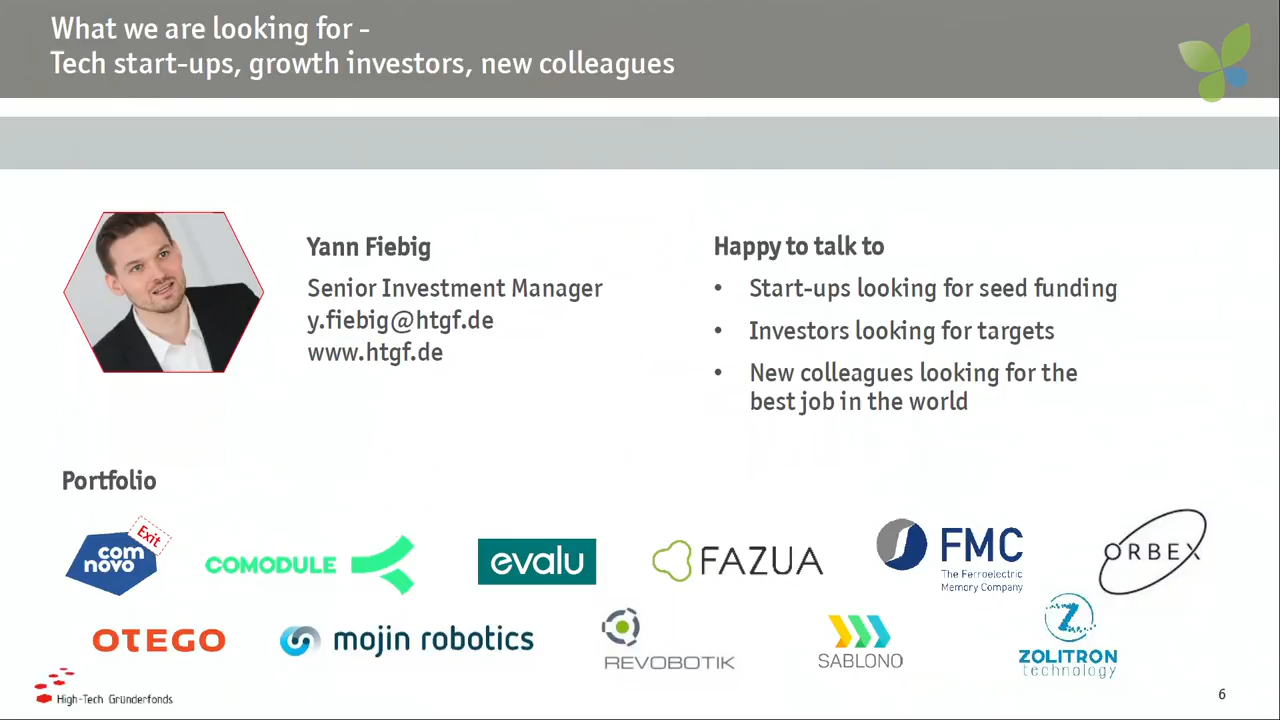 What we are looking for -
Tech start-ups, growth investors, new colleagues
Yann Fiebig
Senior Investment Manager
y.fiebig@htgf.de
www.htgf.de
Happy to talk to
• Start-ups looking for seed funding
• Investors looking for targets
• New colleagues looking for the
best job in the world
Portfolio
com
novo
Exit
COMODULE
evalu
FAZUA
FMC
The Ferroelectric
Memory Company
ORBEX
OTEGO
mojin robotics
REVOBOTIK
SABLONO
Z
ZOLITRON
technology
High-Tech Gründerfonds
6